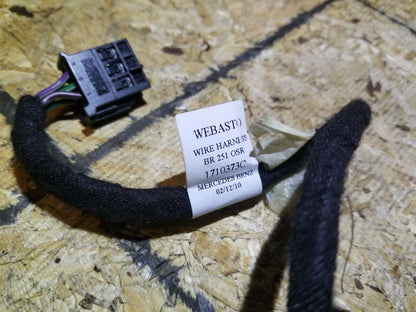 WEBASTO
WIRE HARNESS
BR 251 OSR
1710373C
MERCEDES BENZ
02/12/10